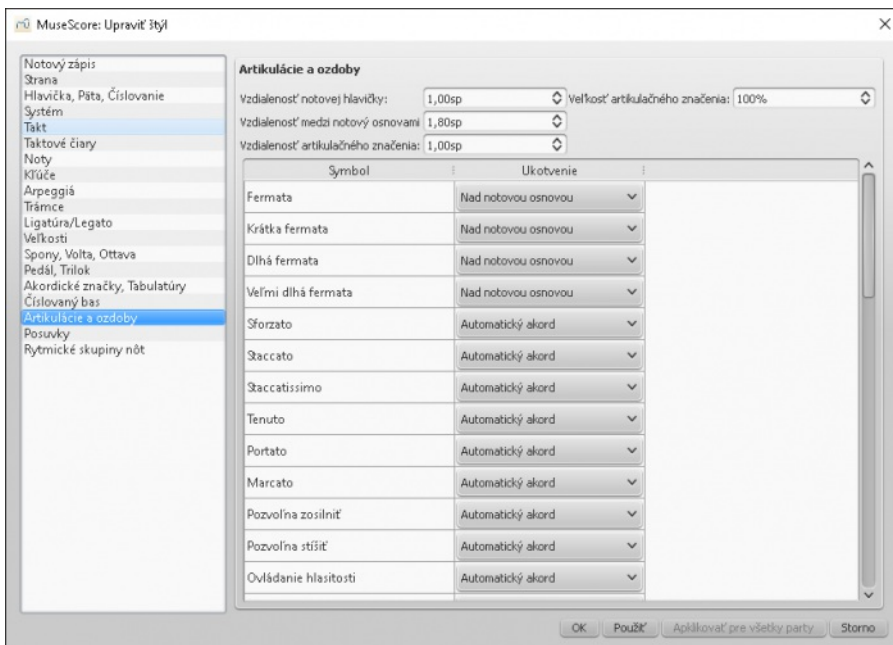 MuseScore: Upraviť štýl
Notový zápis
Strana
Hlavička, Päta, Číslovanie
Systém
Takt
Taktové čiary
Noty
Kľúče
Arpeggiá
Trámce
Ligatúra/Legato
Veľkosti
Spony, Volta, Ottava
Pedál, Trilok
Akordické značky, Tabulatúry
Číslovaný bas
Artikulácie a ozdoby
Posuvky
Rytmické skupiny nôt
Artikulácie a ozdoby
Vzdialenosť notovej hlavičky: 1,00sp Veľkosť artikulačného značenia: 100%
Vzdialenosť medzi notový osnovami 1,80sp
Vzdialenosť artikulačného značenia: 1,00sp
Symbol Ukotvenie
Fermata Nad notovou osnovou
Krátka fermata Nad notovou osnovou
Dlhá fermata Nad notovou osnovou
Veľmi dlhá fermata Nad notovou osnovou
Sforzato Automatický akord
Staccato Automatický akord
Staccatissimo Automatický akord
Tenuto Automatický akord
Portato Automatický akord
Marcato Automatický akord
Pozvoľna zosilniť Automatický akord
Pozvoľna stíšiť Automatický akord
Ovládanie hlasitosti Automatický akord
OK Použiť Aplikovať pre všetky party Storno